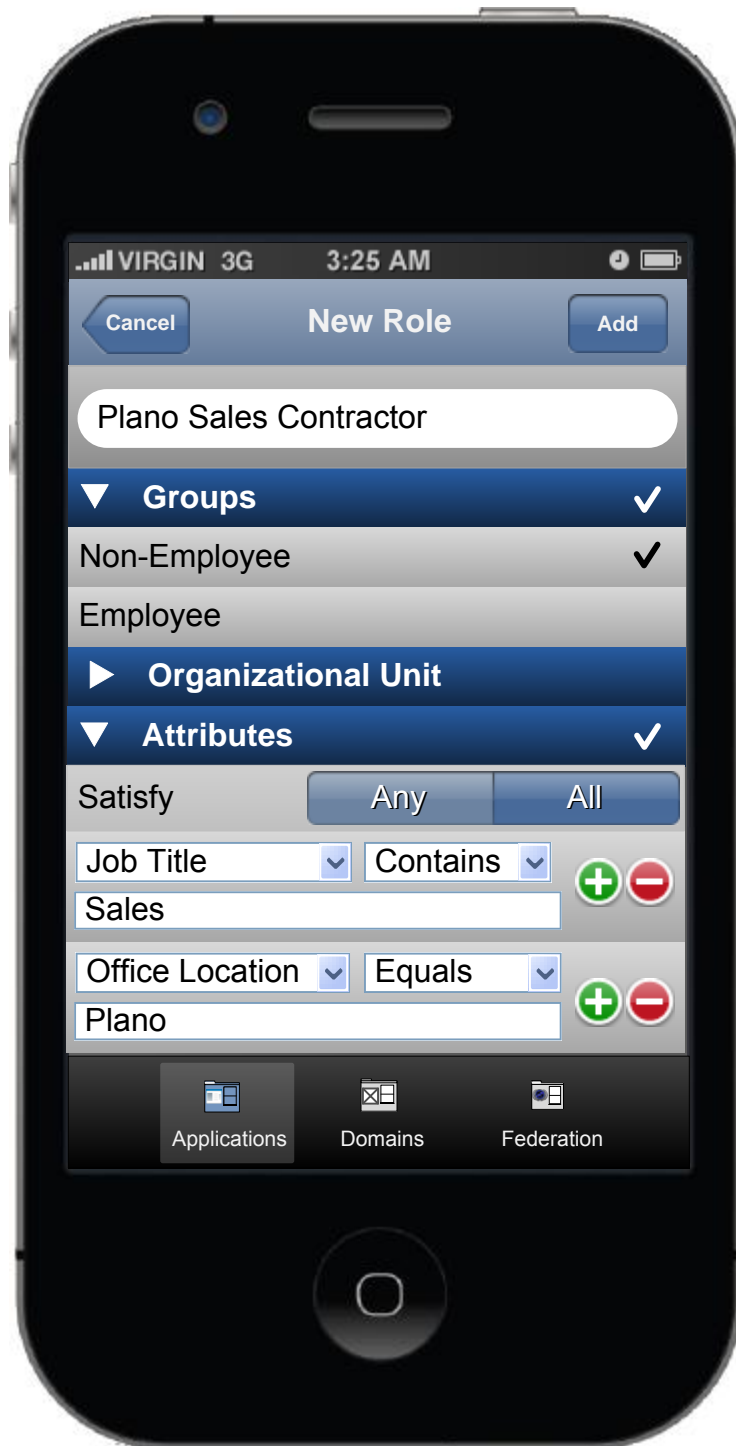 VIRGIN 3G 3:25 AM
Cancel New Role Add
Plano Sales Contractor
Groups
Non-Employee
Employee
Organizational Unit
Attributes
Satisfy Any All
Job Title Contains
Sales
Office Location Equals
Plano
Applications Domains Federation